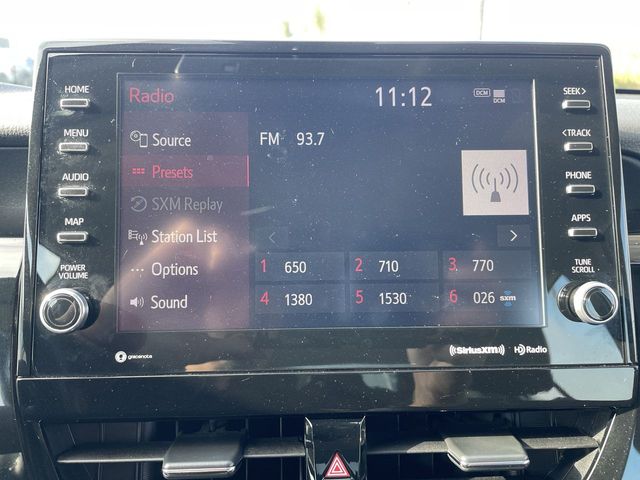 HOME
MENU
AUDIO
MAP
POWER
VOLUME
Radio
11:12
DCM
DCM
Source
Presets
SXM Replay
Station List
Options
Sound
FM 93.7
1 650
2 710
3 770
4 1380
5 1530
6 026 sxm
SEEK>
<TRACK
PHONE
APPS
TUNE
SCROLL
gracenote
((SiriusXM))
HD Radio